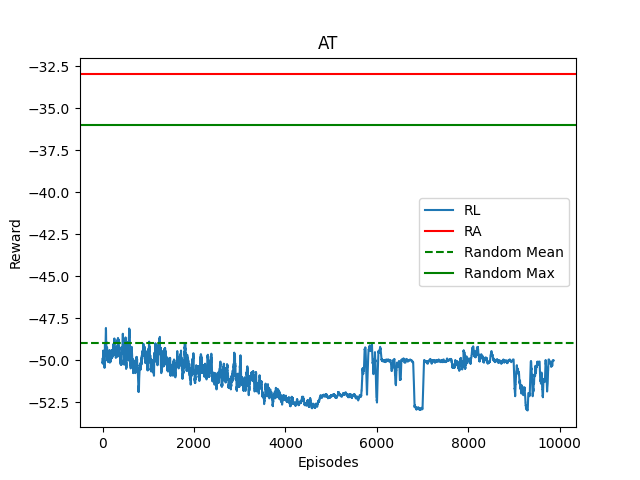 AT
Reward
−32.5
−35.0
−37.5
−40.0
−42.5
−45.0
−47.5
−50.0
−52.5
RL
RA
Random Mean
Random Max
0
2000
4000
6000
8000
10000
Episodes